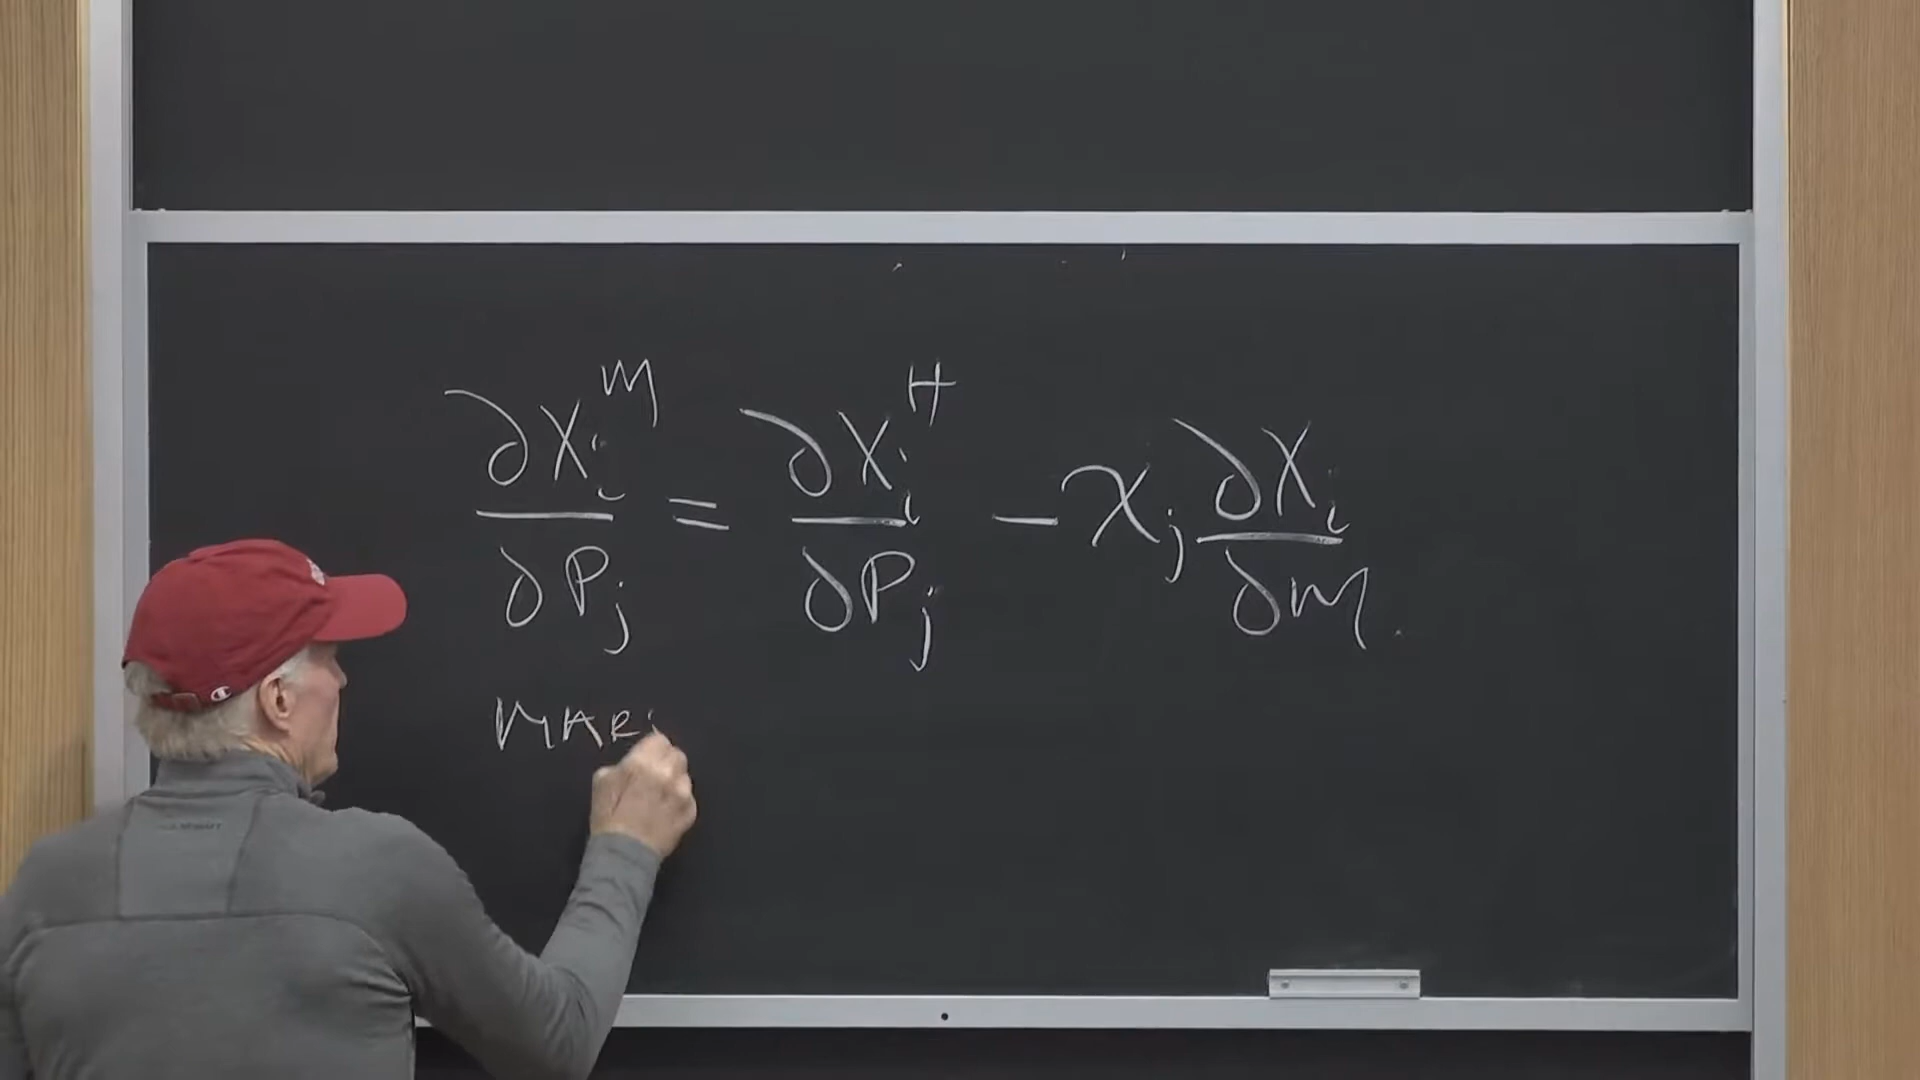 ∂Xᵢᴹ/∂Pⱼ = ∂Xᵢᴴ/∂Pⱼ − xⱼ ∂Xᵢ/∂M
MAR